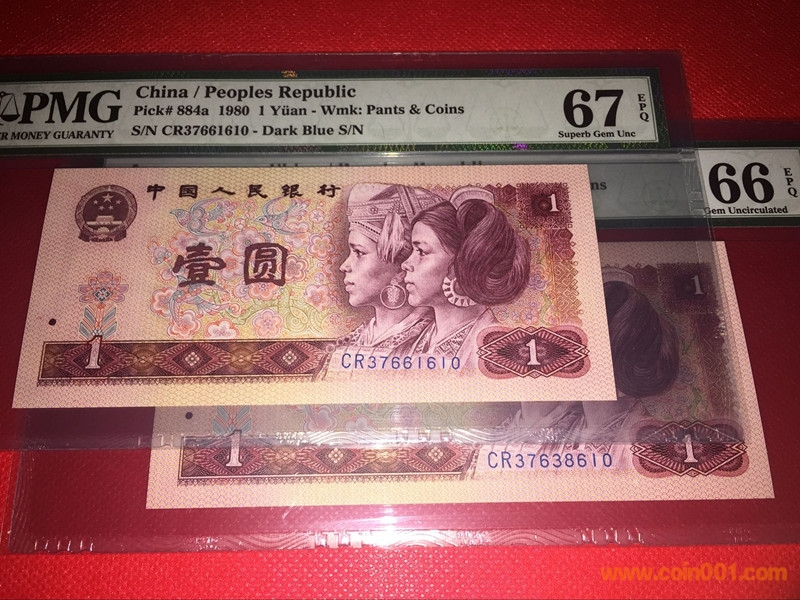 PMG
China / Peoples Republic
Pick# 884a 1980 1 Yüan - Wmk: Pants & Coins
S/N CR37661610 - Dark Blue S/N
ER MONEY GUARANTY
67
EPQ
Superb Gem Unc
66
EPQ
Gem Uncirculated
中国人民银行
1
壹圆
1
CR37661610
1
1
1
CR37638610
1
www.coin001.com